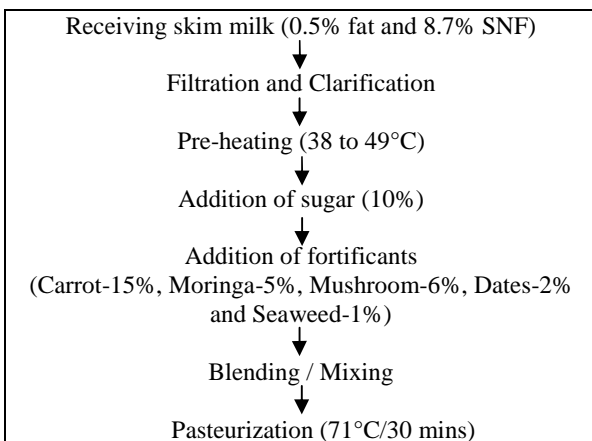 Receiving skim milk (0.5% fat and 8.7% SNF)
Filtration and Clarification
Pre-heating (38 to 49°C)
Addition of sugar (10%)
Addition of fortificants
(Carrot-15%, Moringa-5%, Mushroom-6%, Dates-2%
and Seaweed-1%)
Blending / Mixing
Pasteurization (71°C/30 mins)